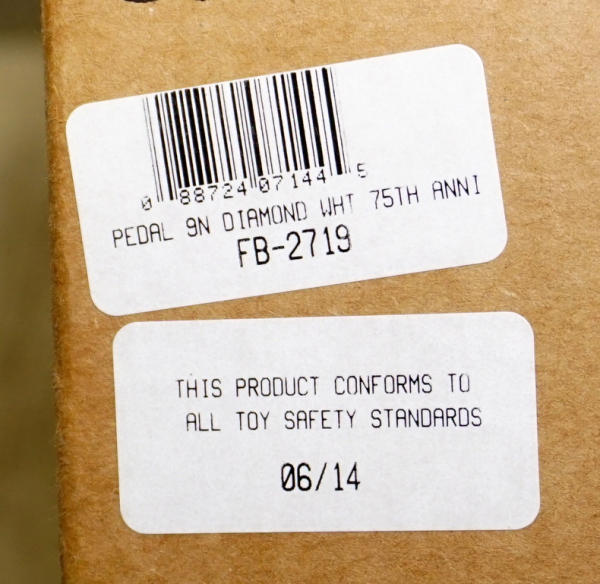 0 88724 07144 5
PEDAL 9N DIAMOND WHT 75TH ANNI
FB-2719
THIS PRODUCT CONFORMS TO
ALL TOY SAFETY STANDARDS
06/14